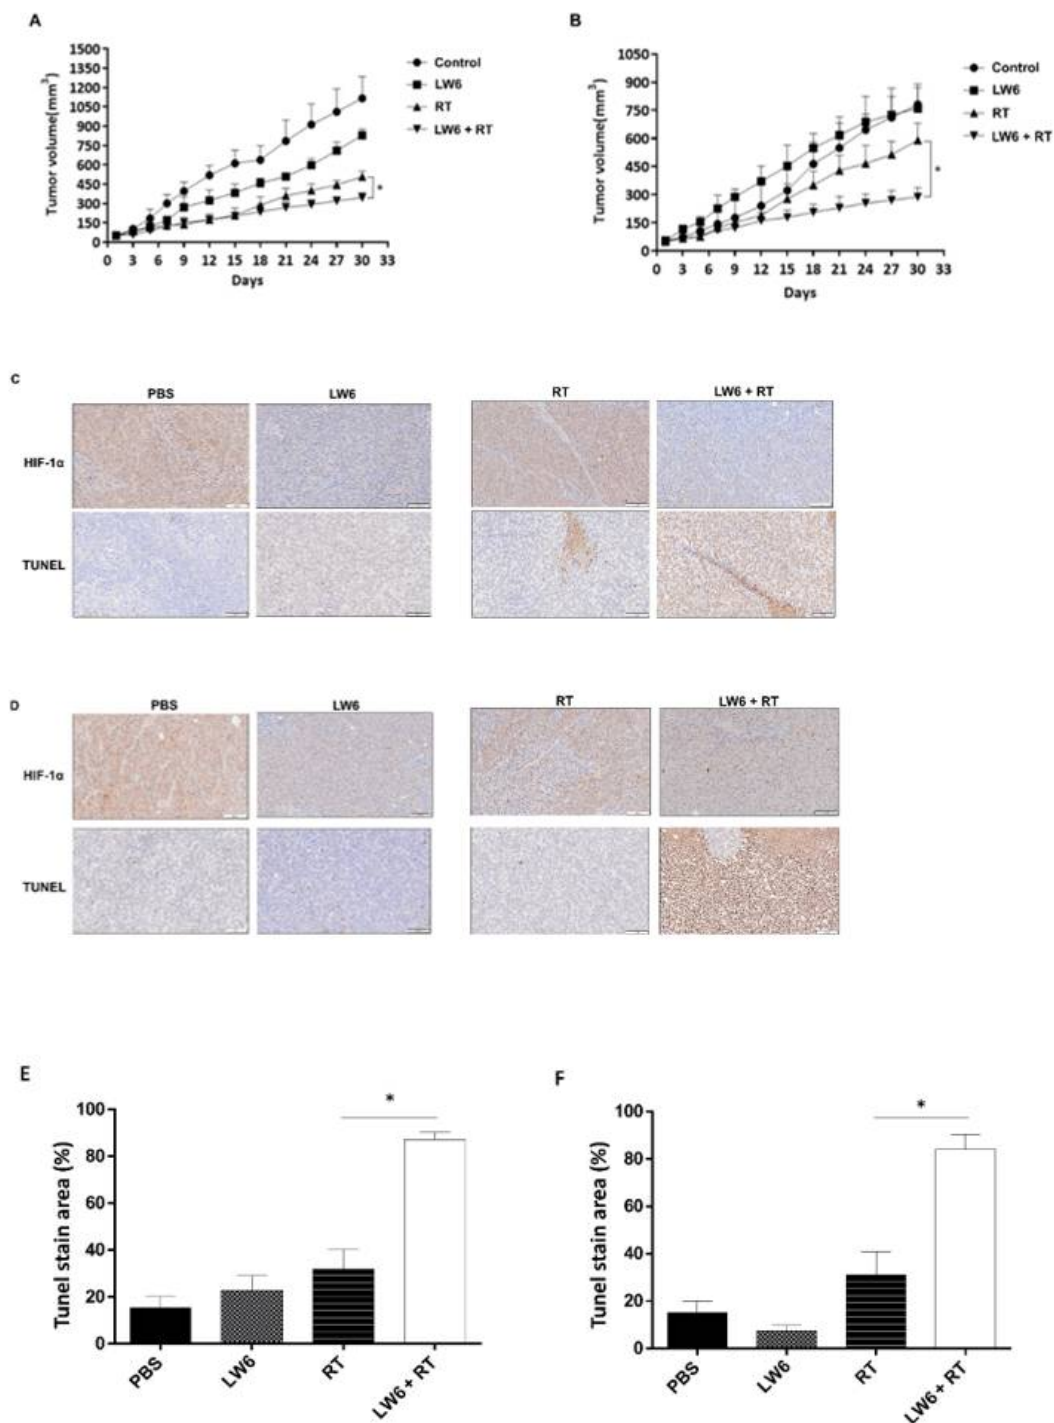 A
Tumor volume(mm3)
1500
1350
1200
1050
900
750
600
450
300
150
0
0 3 6 9 12 15 18 21 24 27 30 33
Days
Control
LW6
RT
LW6 + RT
*
B
Tumor volume(mm3)
1050
900
750
600
450
300
150
0
0 3 6 9 12 15 18 21 24 27 30 33
Days
Control
LW6
RT
LW6 + RT
*
C
PBS LW6 RT LW6 + RT
HIF-1α
TUNEL
D
PBS LW6 RT LW6 + RT
HIF-1α
TUNEL
E
Tunel stain area (%)
100
80
60
40
20
0
*
PBS LW6 RT LW6 + RT
F
Tunel stain area (%)
100
80
60
40
20
0
*
PBS LW6 RT LW6 + RT